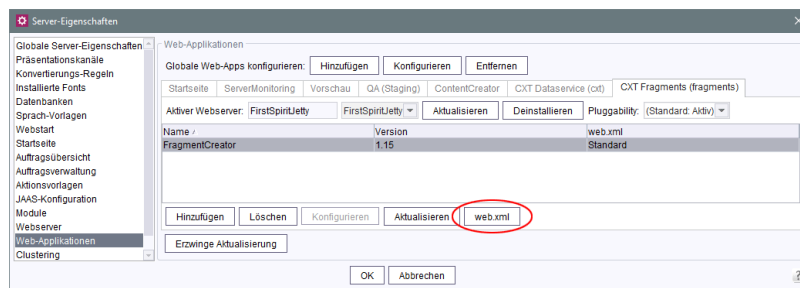 Server-Eigenschaften
Globale Server-Eigenschaften
Präsentationskanäle
Konvertierungs-Regeln
Installierte Fonts
Datenbanken
Sprach-Vorlagen
Webstart
Startseite
Auftragsübersicht
Auftragsverwaltung
Aktionsvorlagen
JAAS-Konfiguration
Module
Webserver
Web-Applikationen
Clustering
Web-Applikationen
Globale Web-Apps konfigurieren: Hinzufügen Konfigurieren Entfernen
Startseite ServerMonitoring Vorschau QA (Staging) ContentCreator CXT Dataservice (cxt) CXT Fragments (fragments)
Aktiver Webserver: FirstSpiritJetty FirstSpiritJetty Aktualisieren Deinstallieren Pluggability: (Standard: Aktiv)
Name Version web.xml
FragmentCreator 1.15 Standard
Hinzufügen Löschen Konfigurieren Aktualisieren web.xml
Erzwinge Aktualisierung
OK Abbrechen
?